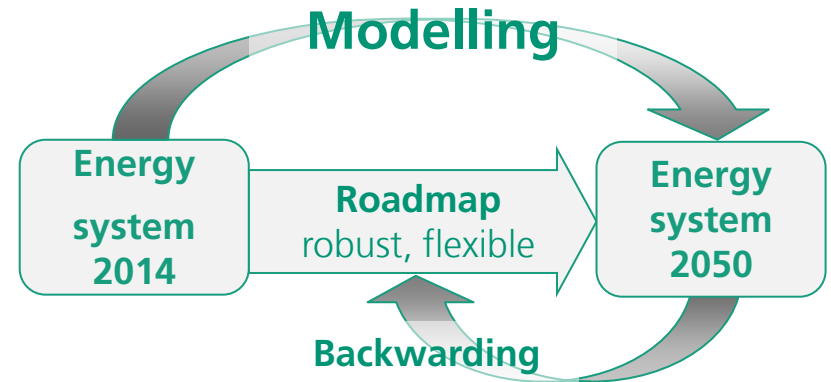 Modelling
Energy
system
2014
Roadmap
robust, flexible
Energy
system
2050
Backwarding